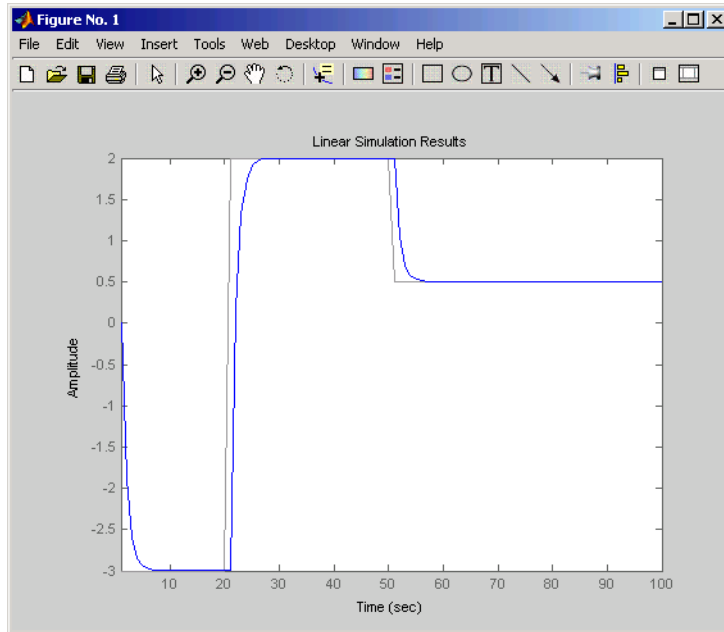 Figure No. 1
File Edit View Insert Tools Web Desktop Window Help
T
Linear Simulation Results
2
1.5
1
0.5
0
-0.5
-1
-1.5
-2
-2.5
-3
Amplitude
10 20 30 40 50 60 70 80 90 100
Time (sec)